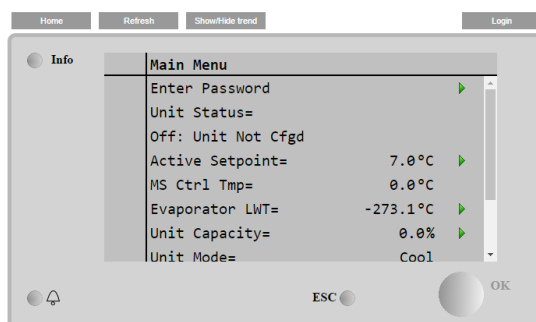 Home Refresh Show/Hide trend Login
Info
Main Menu
Enter Password
Unit Status=
Off: Unit Not Cfgd
Active Setpoint= 7.0°C
MS Ctrl Tmp= 0.0°C
Evaporator LWT= -273.1°C
Unit Capacity= 0.0%
Unit Mode= Cool
ESC OK